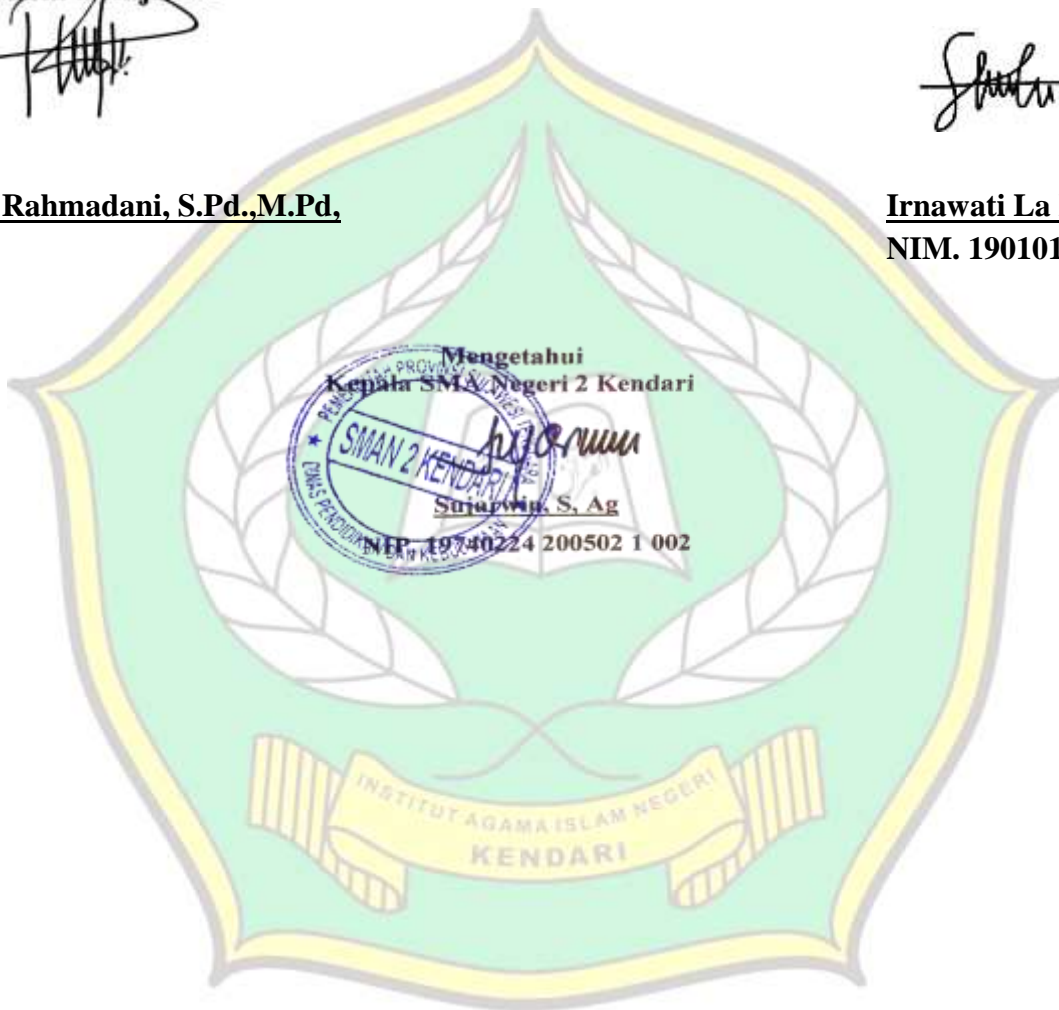 Rahmadani, S.Pd.,M.Pd,
Irnawati La
NIM. 190101
Mengetahui
Kepala SMA Negeri 2 Kendari
SMAN 2 KENDARI
Sujarwin, S, Ag
NIP. 19740224 200502 1 002
INSTITUT AGAMA ISLAM NEGERI
KENDARI